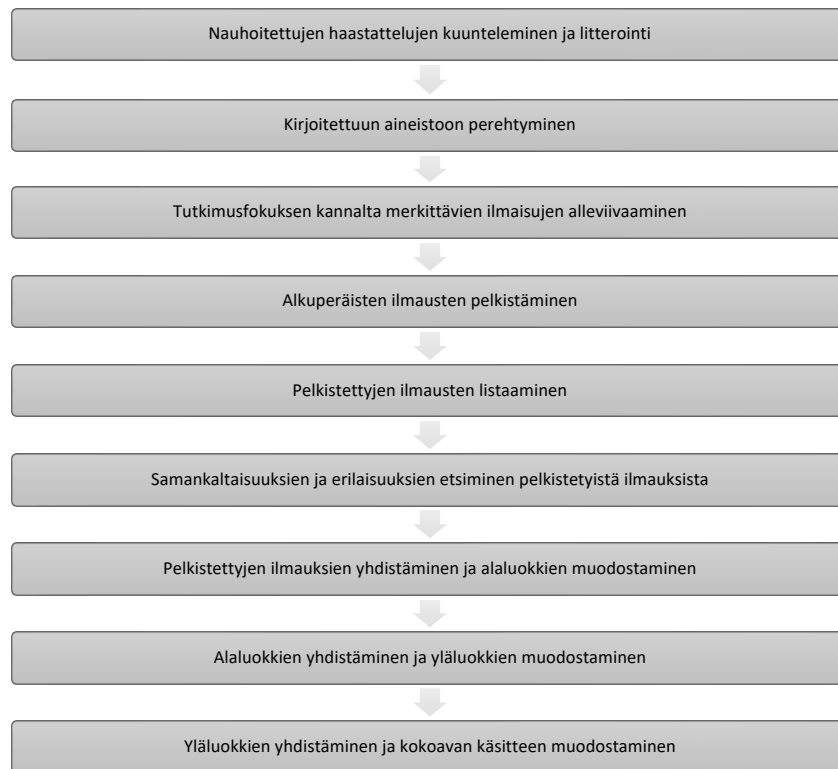 Nauhoitettujen haastattelujen kuunteleminen ja litterointi
Kirjoitettuun aineistoon perehtyminen
Tutkimusfokuksen kannalta merkittävien ilmaisujen alleviivaaminen
Alkuperäisten ilmausten pelkistäminen
Pelkistettyjen ilmausten listaaminen
Samankaltaisuuksien ja erilaisuuksien etsiminen pelkistetyistä ilmauksista
Pelkistettyjen ilmauksien yhdistäminen ja alaluokkien muodostaminen
Alaluokkien yhdistäminen ja yläluokkien muodostaminen
Yläluokkien yhdistäminen ja kokoavan käsitteen muodostaminen